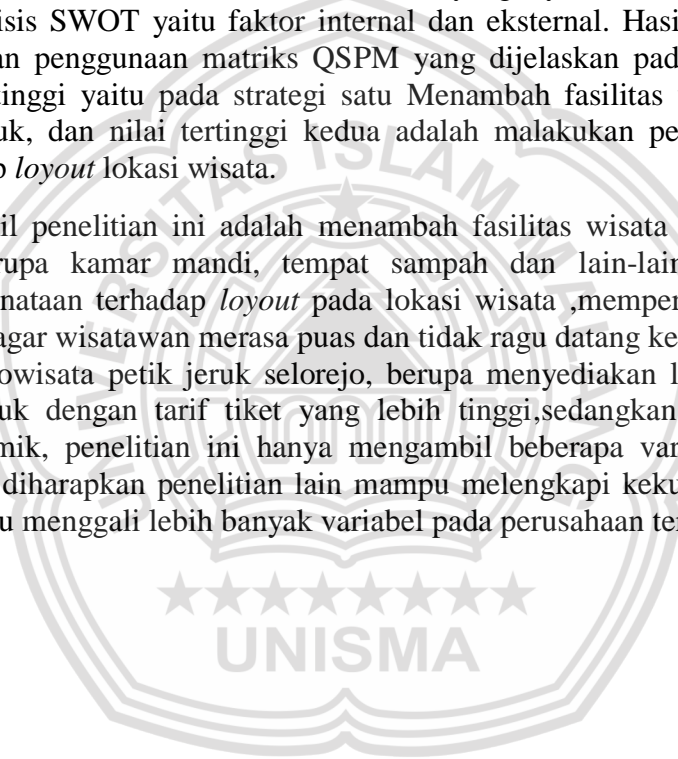 isis SWOT yaitu faktor internal dan eksternal. Hasi
an penggunaan matriks QSPM yang dijelaskan pad
tinggi yaitu pada strategi satu Menambah fasilitas
uk, dan nilai tertinggi kedua adalah malakukan pe
p loyout lokasi wisata.
il penelitian ini adalah menambah fasilitas wisata
rupa kamar mandi, tempat sampah dan lain-lain
nataan terhadap loyout pada lokasi wisata ,memper
agar wisatawan merasa puas dan tidak ragu datang ke
owisata petik jeruk selorejo, berupa menyediakan l
uk dengan tarif tiket yang lebih tinggi,sedangkan
mik, penelitian ini hanya mengambil beberapa var
diharapkan penelitian lain mampu melengkapi keku
u menggali lebih banyak variabel pada perusahaan te
UNIVERSITAS ISLAM MALANG
UNISMA